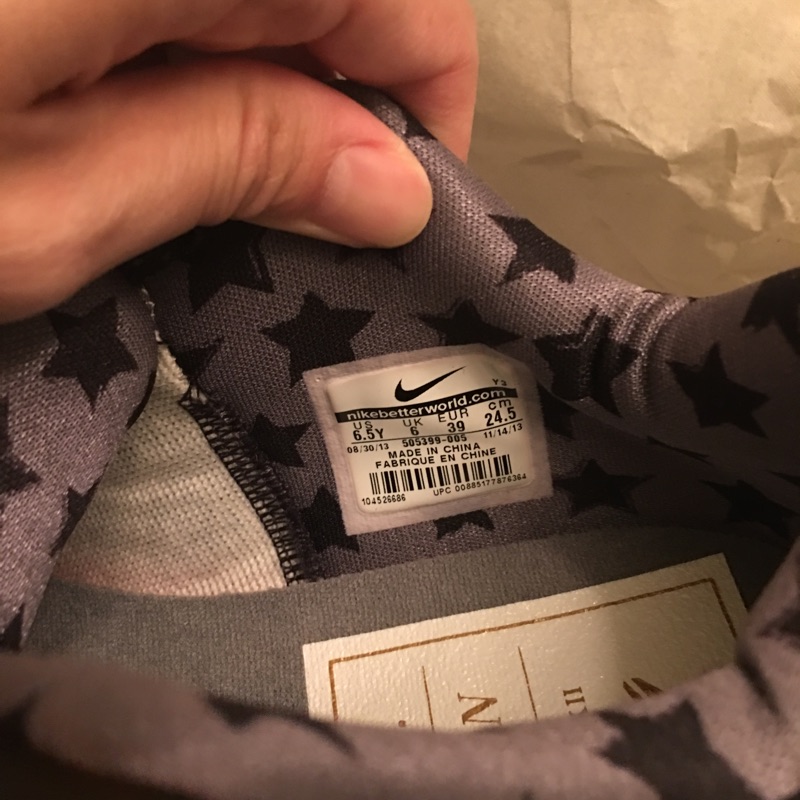 Y3
nikebetterworld.com
US UK EUR cm
6.5Y 6 39 24.5
08/30/13 505399-005 11/14/13
MADE IN CHINA
FABRIQUE EN CHINE
104526686 UPC 00885177876364
N